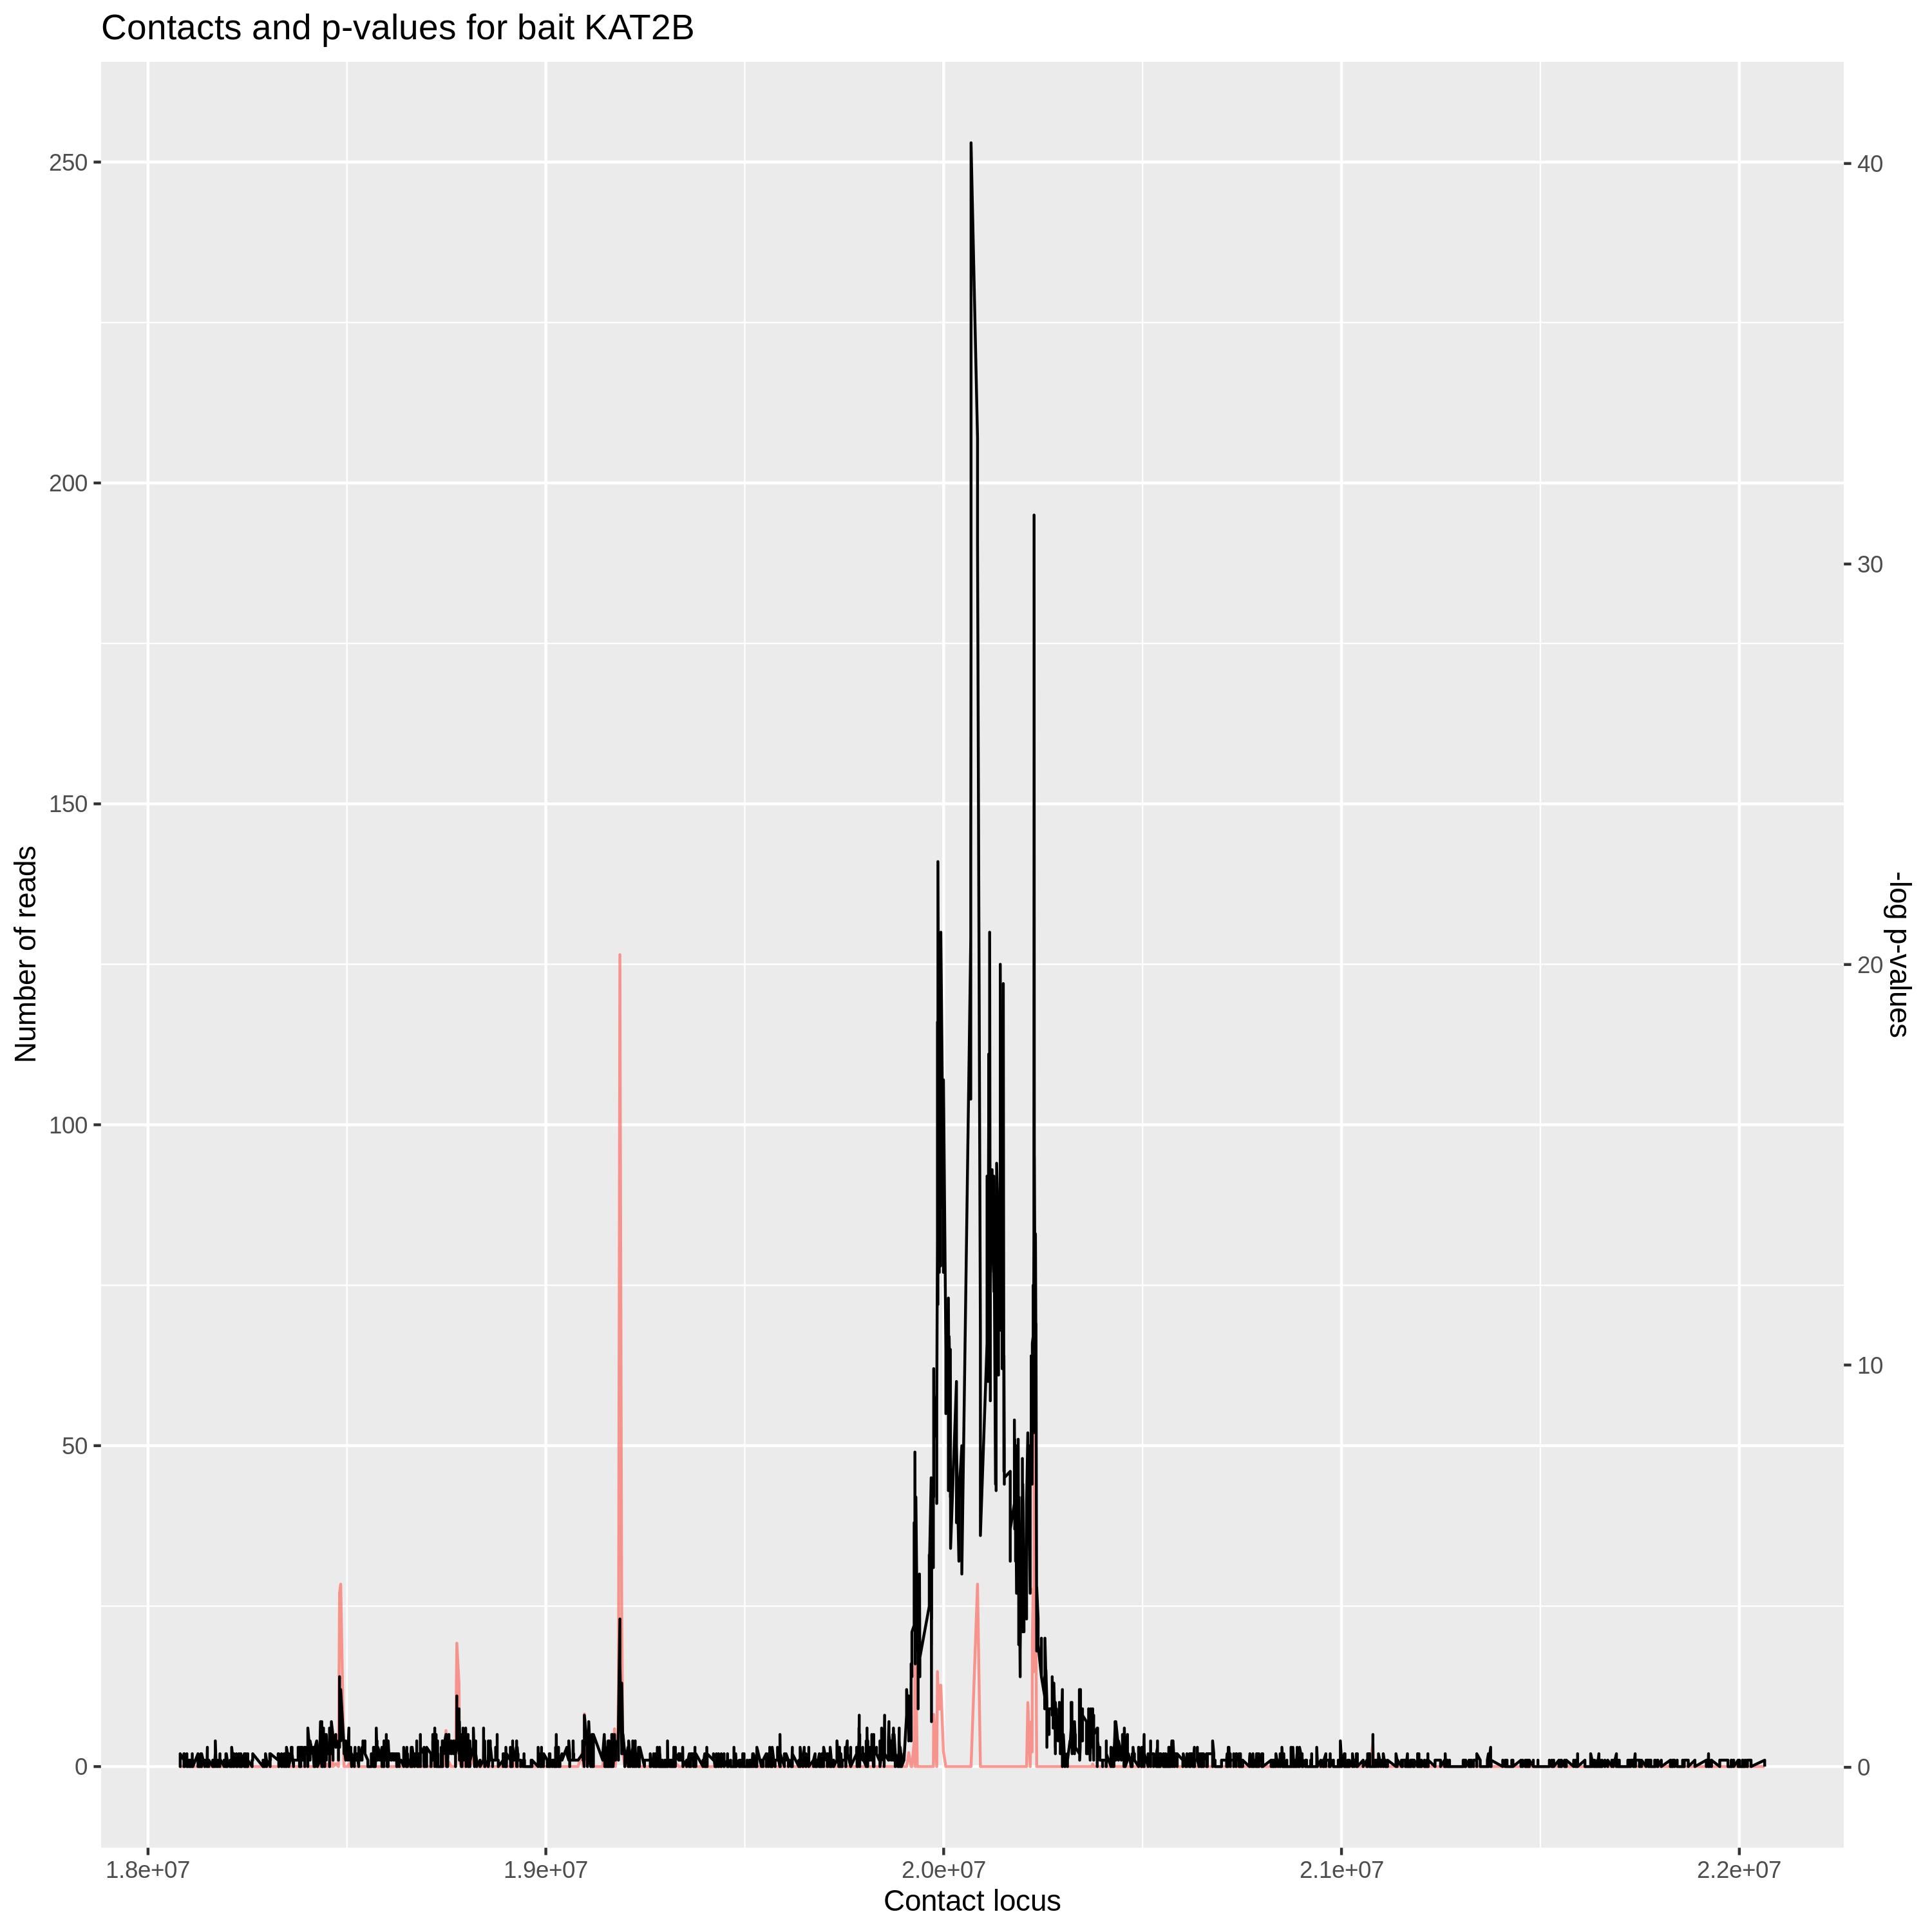 Contacts and p-values for bait KAT2B
250
200
150
100
50
0
Number of reads
40
30
20
10
0
-log p-values
1.8e+07 1.9e+07 2.0e+07 2.1e+07 2.2e+07
Contact locus